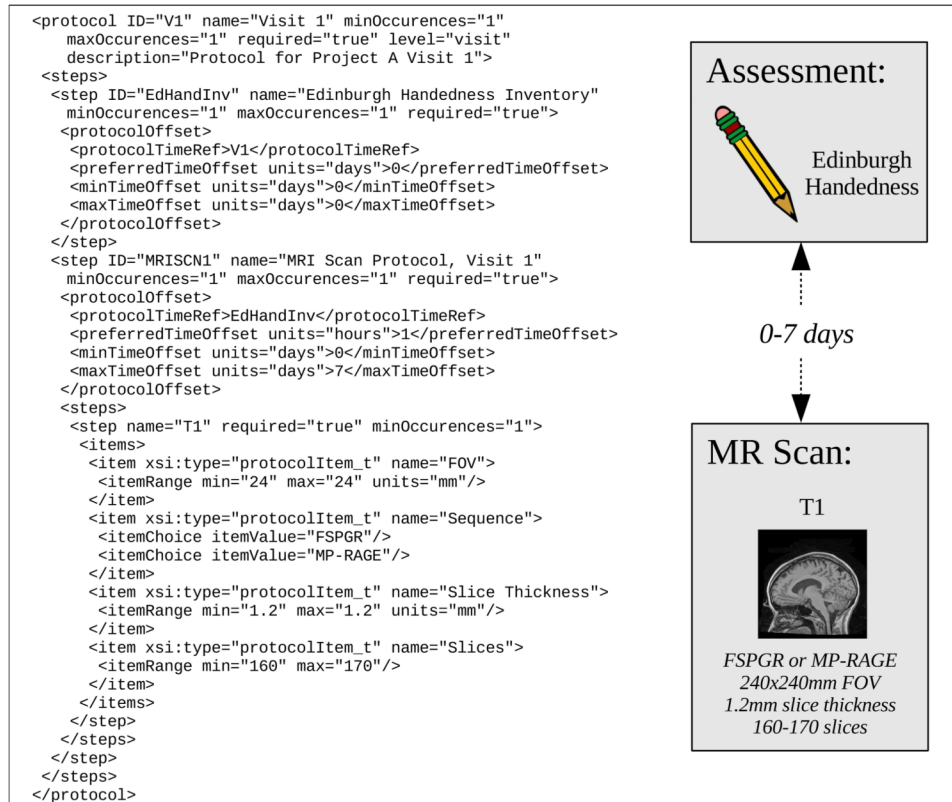 <protocol ID="V1" name="Visit 1" minOccurences="1"
maxOccurences="1" required="true" level="visit"
description="Protocol for Project A Visit 1">
<steps>
<step ID="EdHandInv" name="Edinburgh Handedness Inventory"
minOccurences="1" maxOccurences="1" required="true">
<protocolOffset>
<protocolTimeRef>V1</protocolTimeRef>
<preferredTimeOffset units="days">0</preferredTimeOffset>
<minTimeOffset units="days">0</minTimeOffset>
<maxTimeOffset units="days">0</maxTimeOffset>
</protocolOffset>
</step>
<step ID="MRISCN1" name="MRI Scan Protocol, Visit 1"
minOccurences="1" maxOccurences="1" required="true">
<protocolOffset>
<protocolTimeRef>EdHandInv</protocolTimeRef>
<preferredTimeOffset units="hours">1</preferredTimeOffset>
<minTimeOffset units="days">0</minTimeOffset>
<maxTimeOffset units="days">7</maxTimeOffset>
</protocolOffset>
<steps>
<step name="T1" required="true" minOccurences="1">
<items>
<item xsi:type="protocolItem_t" name="FOV">
<itemRange min="24" max="24" units="mm"/>
</item>
<item xsi:type="protocolItem_t" name="Sequence">
<itemChoice itemValue="FSPGR"/>
<itemChoice itemValue="MP-RAGE"/>
</item>
<item xsi:type="protocolItem_t" name="Slice Thickness">
<itemRange min="1.2" max="1.2" units="mm"/>
</item>
<item xsi:type="protocolItem_t" name="Slices">
<itemRange min="160" max="170"/>
</item>
</items>
</step>
</steps>
</step>
</steps>
</protocol>
Assessment:
Edinburgh
Handedness
0-7 days
MR Scan:
T1
FSPGR or MP-RAGE
240x240mm FOV
1.2mm slice thickness
160-170 slices